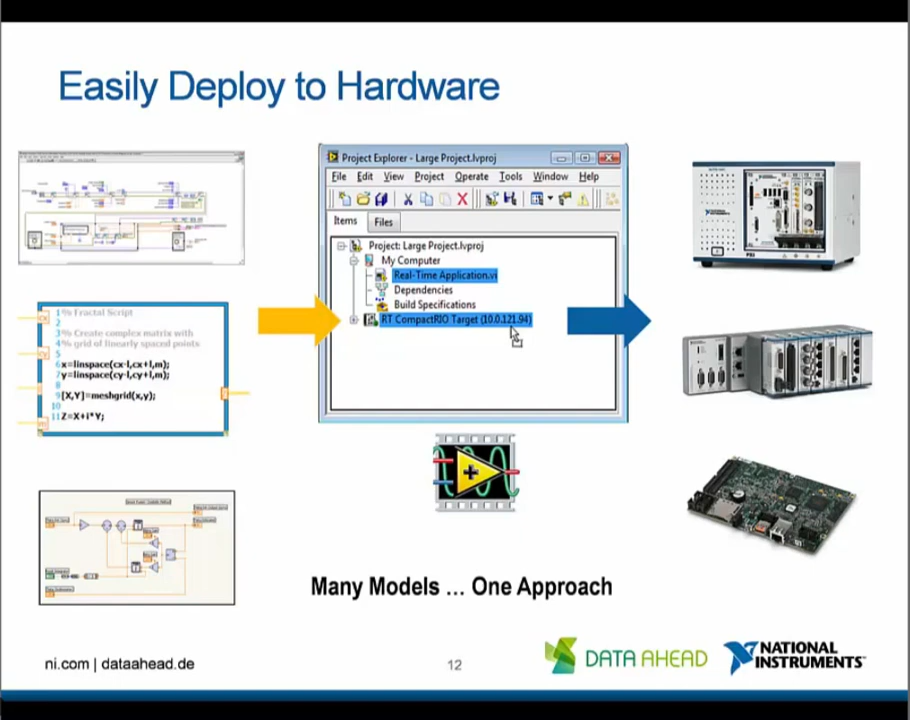 Easily Deploy to Hardware
Project Explorer - Large Project.lvproj
File Edit View Project Operate Tools Window Help
Items Files
Project: Large Project.lvproj
My Computer
Real-Time Application.vi
Dependencies
Build Specifications
RT CompactRIO Target (10.0.121.94)
1 % Fractal Script
2
3 % Create complex matrix with
4 % grid of linearly spaced points
5
6 x=linspace(cx-l,cx+l,m);
7 y=linspace(cy-l,cy+l,m);
8
9 [X,Y]=meshgrid(x,y);
10
11 Z=X+i*Y;
Many Models ... One Approach
ni.com | dataahead.de
12
DATA AHEAD
NATIONAL
INSTRUMENTS